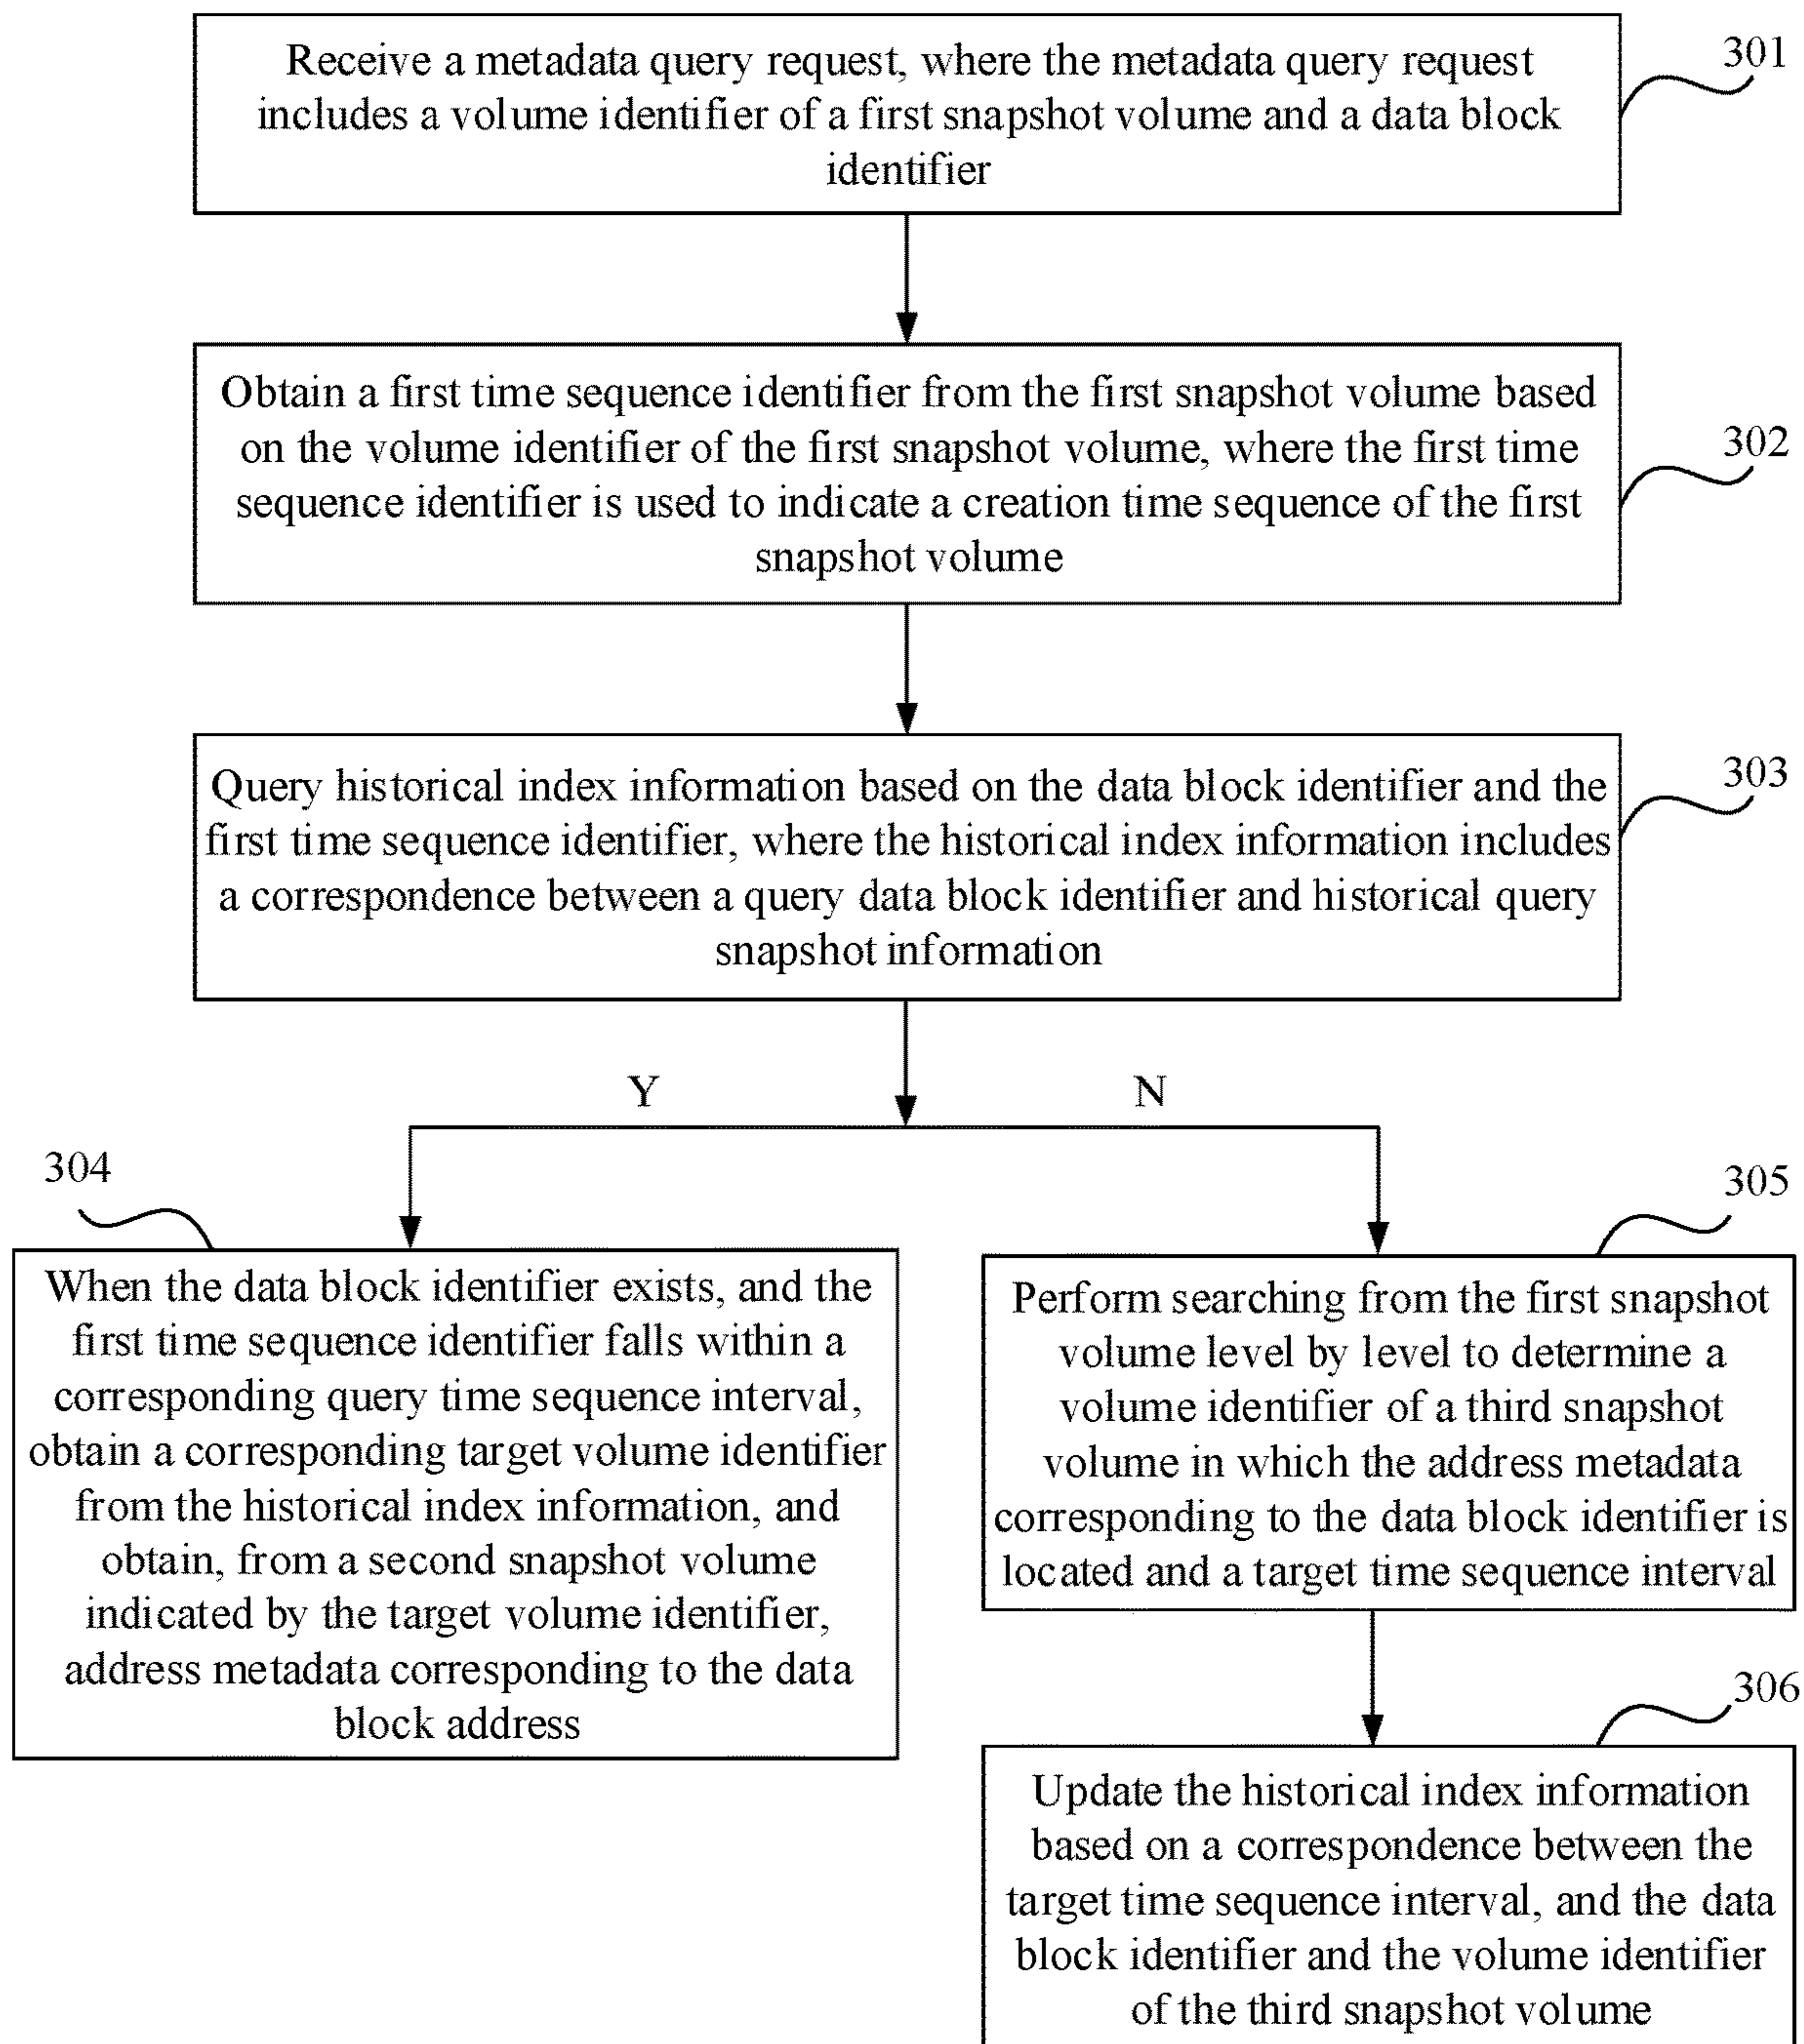 Receive a metadata query request, where the metadata query request
includes a volume identifier of a first snapshot volume and a data block
identifier
301
Obtain a first time sequence identifier from the first snapshot volume based
on the volume identifier of the first snapshot volume, where the first time
sequence identifier is used to indicate a creation time sequence of the first
snapshot volume
302
Query historical index information based on the data block identifier and the
first time sequence identifier, where the historical index information includes
a correspondence between a query data block identifier and historical query
snapshot information
303
Y
N
304
When the data block identifier exists, and the
first time sequence identifier falls within a
corresponding query time sequence interval,
obtain a corresponding target volume identifier
from the historical index information, and
obtain, from a second snapshot volume
indicated by the target volume identifier,
address metadata corresponding to the data
block address
305
Perform searching from the first snapshot
volume level by level to determine a
volume identifier of a third snapshot
volume in which the address metadata
corresponding to the data block identifier is
located and a target time sequence interval
306
Update the historical index information
based on a correspondence between the
target time sequence interval, and the data
block identifier and the volume identifier
of the third snapshot volume